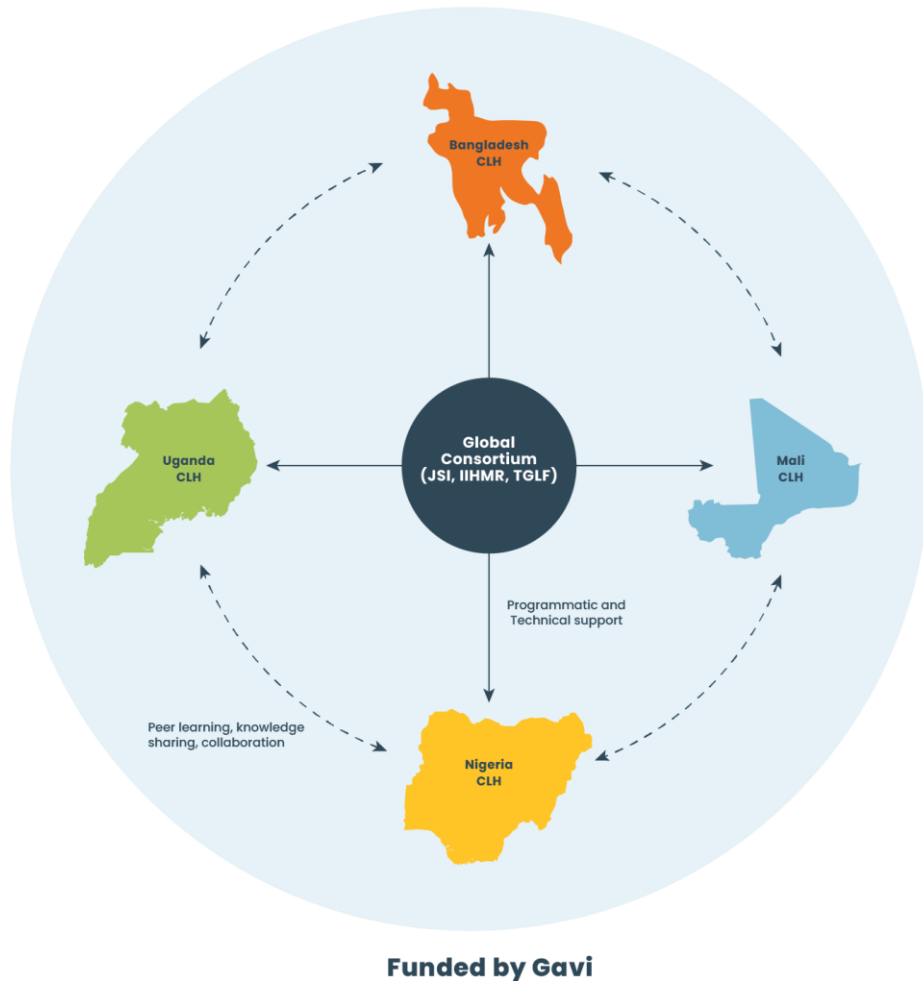 Bangladesh
CLH
Uganda
CLH
Global
Consortium
(JSI, IIHMR, TGLF)
Mali
CLH
Programmatic and
Technical support
Peer learning, knowledge
sharing, collaboration
Nigeria
CLH
Funded by Gavi